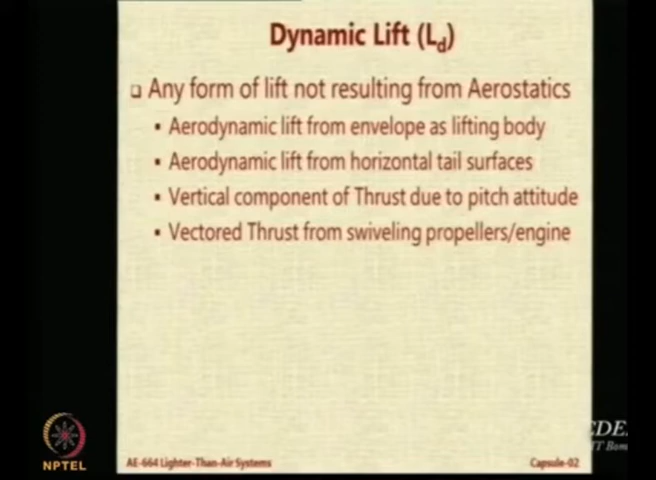 Dynamic Lift (Ld)
Any form of lift not resulting from Aerostatics
Aerodynamic lift from envelope as lifting body
Aerodynamic lift from horizontal tail surfaces
Vertical component of Thrust due to pitch attitude
Vectored Thrust from swiveling propellers/engine
NPTEL
AE-664 Lighter-Than-Air Systems
Capsule-02